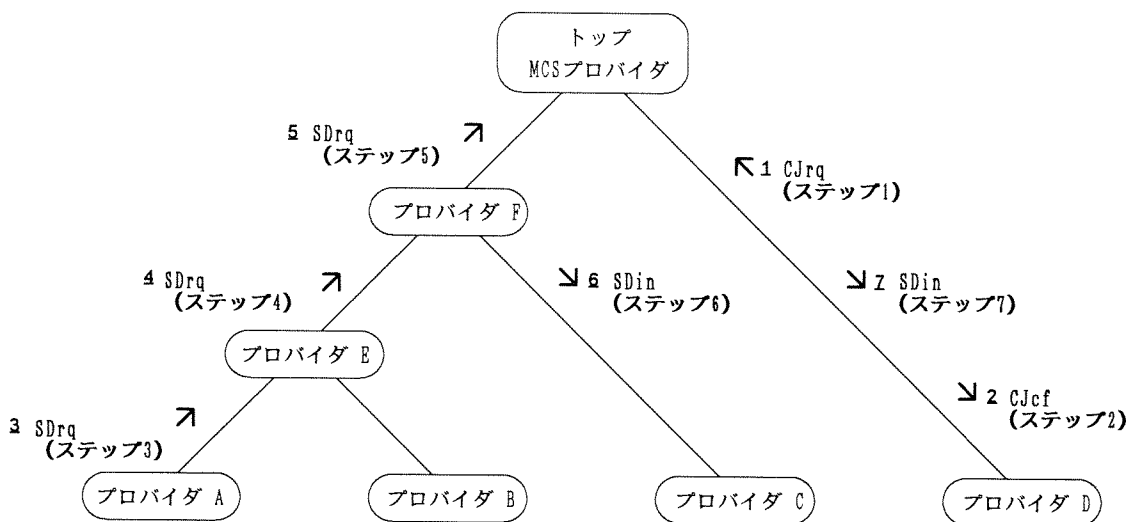 トップ
MCSプロバイダ
5 SDrq
(ステップ5)
1 CJrq
(ステップ1)
プロバイダ F
4 SDrq
(ステップ4)
6 SDin
(ステップ6)
7 SDin
(ステップ7)
プロバイダ E
3 SDrq
(ステップ3)
2 CJcf
(ステップ2)
プロバイダ A
プロバイダ B
プロバイダ C
プロバイダ D